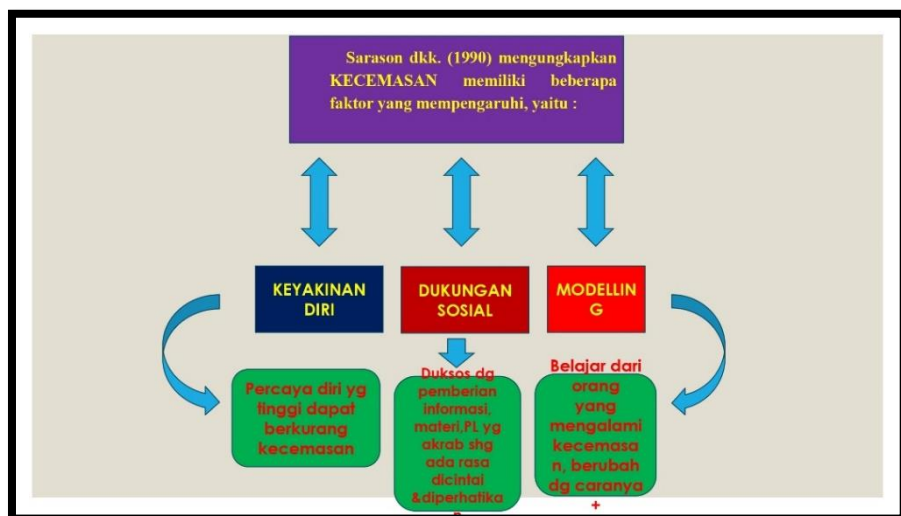 Sarason dkk. (1990) mengungkapkan
KECEMASAN memiliki beberapa
faktor yang mempengaruhi, yaitu :
KEYAKINAN
DIRI
DUKUNGAN
SOSIAL
MODELLIN
G
Percaya diri yg
tinggi dapat
berkurang
kecemasan
Duksos dg
pemberian
informasi,
materi,PL yg
akrab shg
ada rasa
dicintai
&diperhatika
Belajar dari
orang
yang
mengalami
kecemasa
n, berubah
dg caranya
+